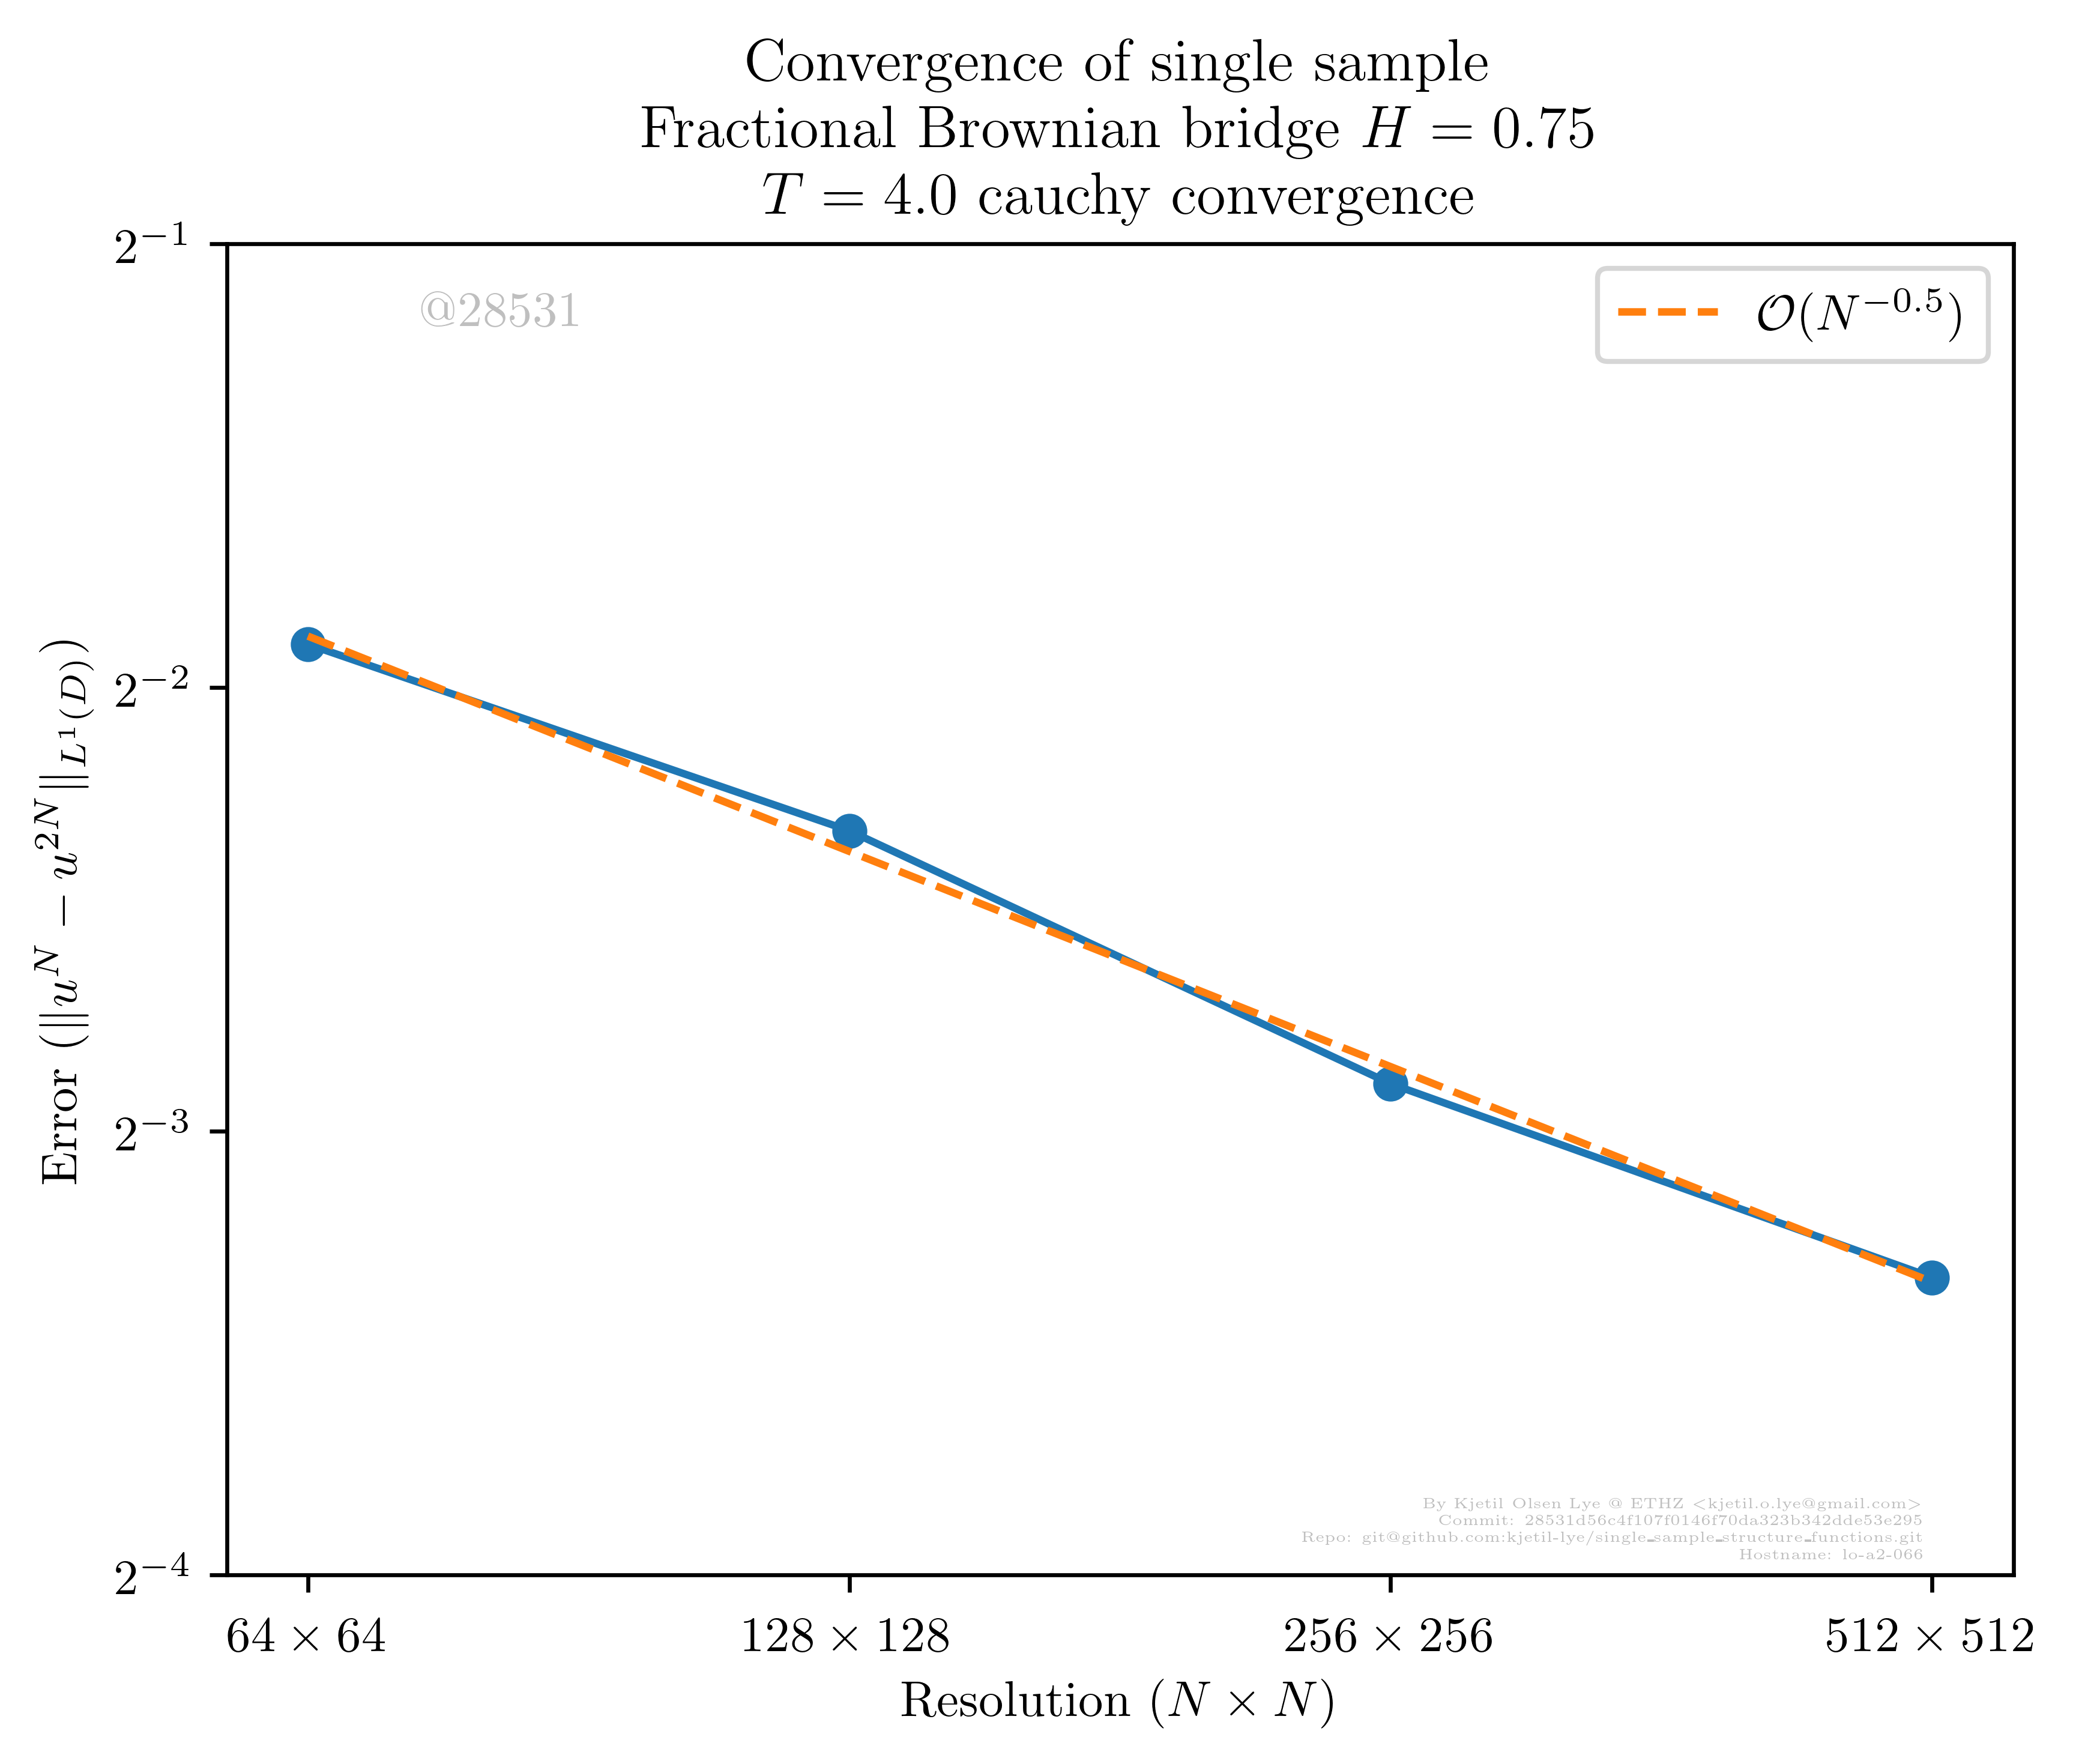 Convergence of single sample
Fractional Brownian bridge H = 0.75
T = 4.0 cauchy convergence
2^{-1}
@28531
O(N^{-0.5})
2^{-2}
2^{-3}
2^{-4}
Error (||u^N − u^{2N}||_{L^1(D)})
By Kjetil Olsen Lye @ ETHZ <kjetil.o.lye@gmail.com>
Commit: 28531d56c4f107f0146f70da323b342dde53e295
Repo: git@github.com:kjetil-lye/single_sample_structure_functions.git
Hostname: lo-a2-066
64 × 64 128 × 128 256 × 256 512 × 512
Resolution (N × N)